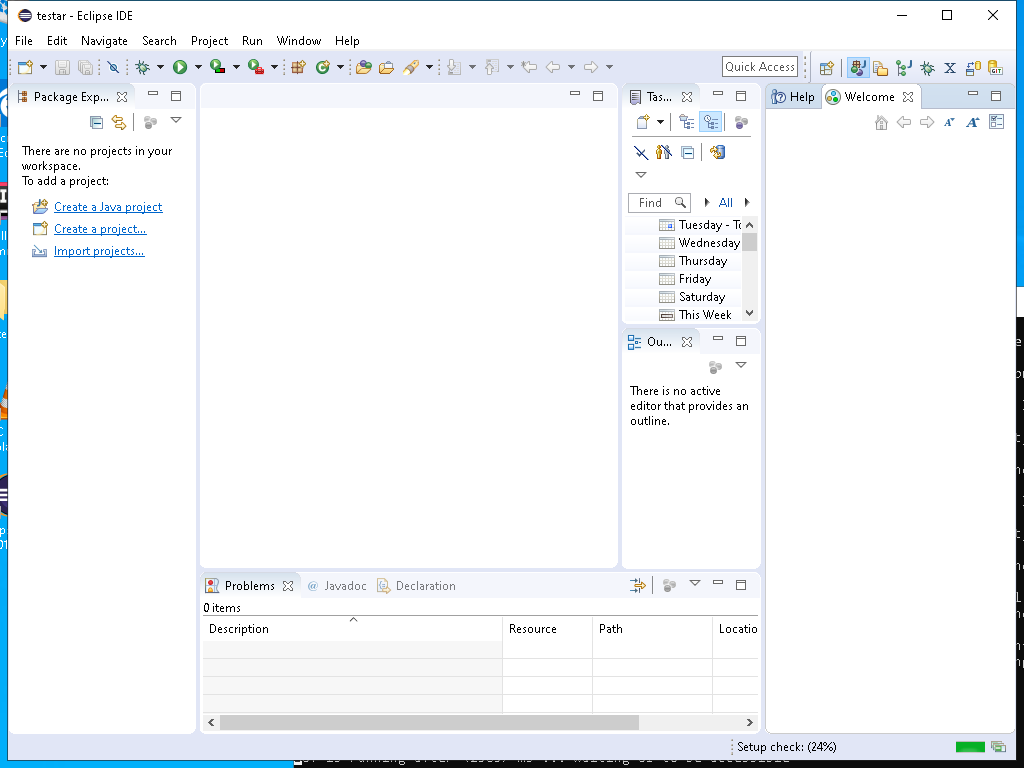 testar - Eclipse IDE
File Edit Navigate Search Project Run Window Help
Quick Access
Package Exp...
There are no projects in your
workspace.
To add a project:
Create a Java project
Create a project...
Import projects...
Tas...
Find All
Tuesday - To
Wednesday
Thursday
Friday
Saturday
This Week
Ou...
There is no active
editor that provides an
outline.
Help Welcome
Problems @ Javadoc Declaration
0 items
Description Resource Path Locatio
Setup check: (24%)